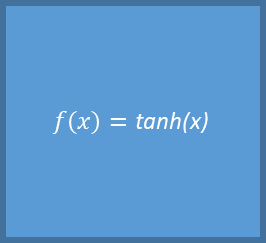 f(x) = tanh(x)